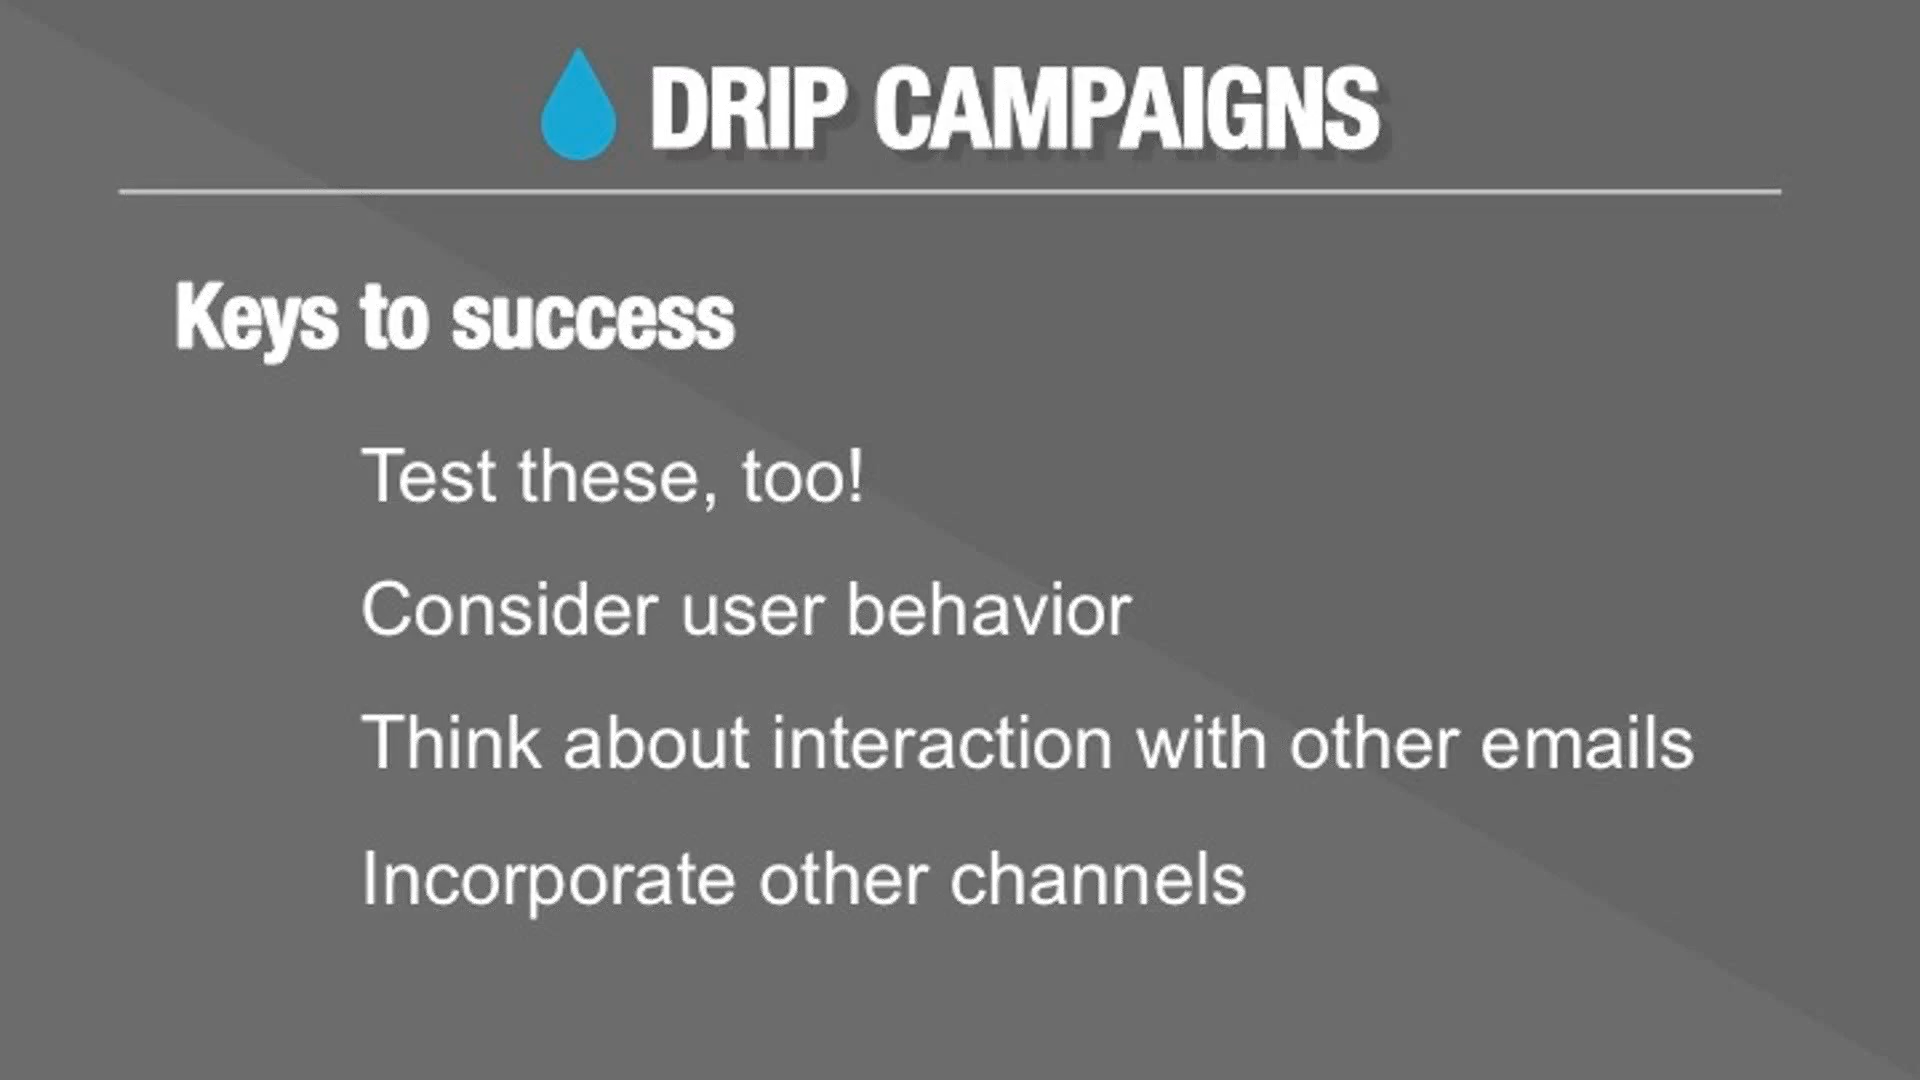 DRIP CAMPAIGNS
Keys to success
Test these, too!
Consider user behavior
Think about interaction with other emails
Incorporate other channels